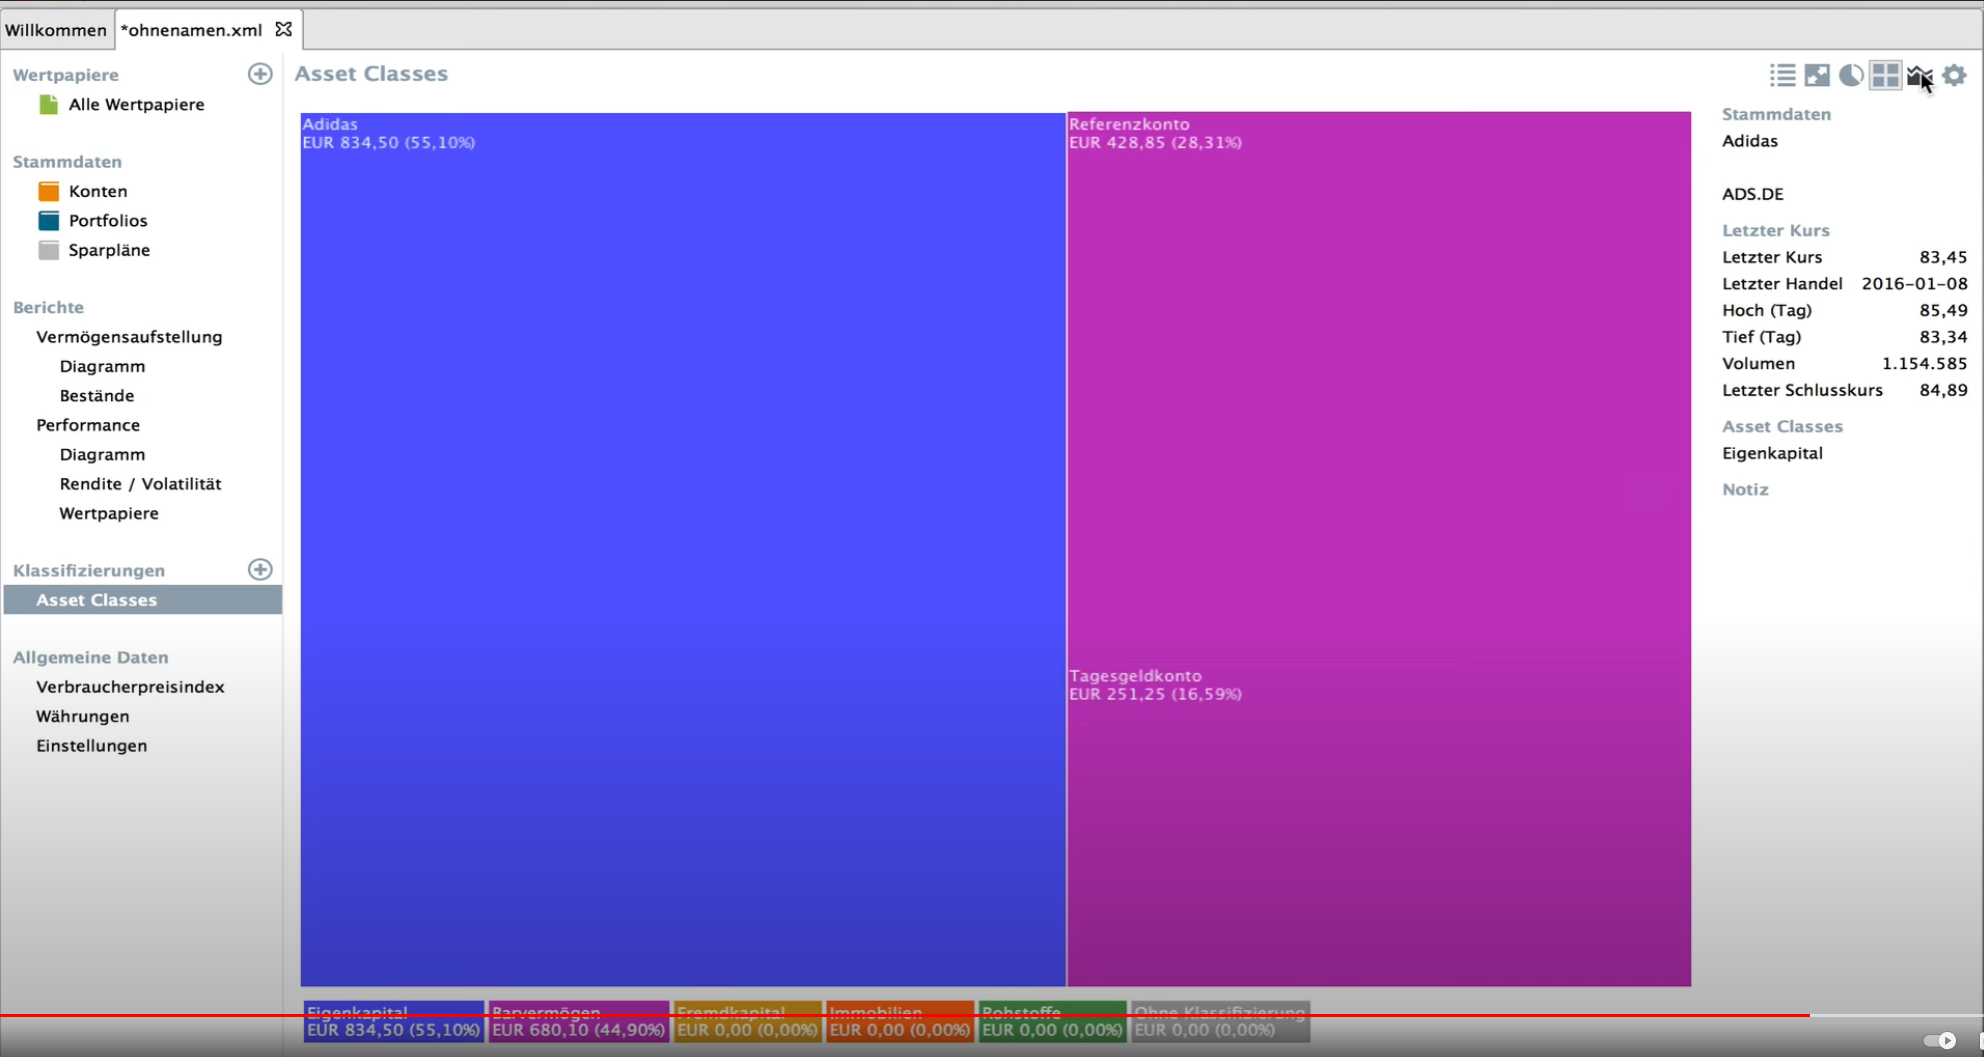 Willkommen
*ohnenamen.xml
Wertpapiere
Alle Wertpapiere
Stammdaten
Konten
Portfolios
Sparpläne
Berichte
Vermögensaufstellung
Diagramm
Bestände
Performance
Diagramm
Rendite / Volatilität
Wertpapiere
Klassifizierungen
Asset Classes
Allgemeine Daten
Verbraucherpreisindex
Währungen
Einstellungen
Asset Classes
Adidas
EUR 834,50 (55,10%)
Referenzkonto
EUR 428,85 (28,31%)
Tagesgeldkonto
EUR 251,25 (16,59%)
Eigenkapital
EUR 834,50 (55,10%)
Barvermögen
EUR 680,10 (44,90%)
Fremdkapital
EUR 0,00 (0,00%)
Immobilien
EUR 0,00 (0,00%)
Rohstoffe
EUR 0,00 (0,00%)
Ohne Klassifizierung
EUR 0,00 (0,00%)
Stammdaten
Adidas
ADS.DE
Letzter Kurs
Letzter Kurs 83,45
Letzter Handel 2016-01-08
Hoch (Tag) 85,49
Tief (Tag) 83,34
Volumen 1.154.585
Letzter Schlusskurs 84,89
Asset Classes
Eigenkapital
Notiz